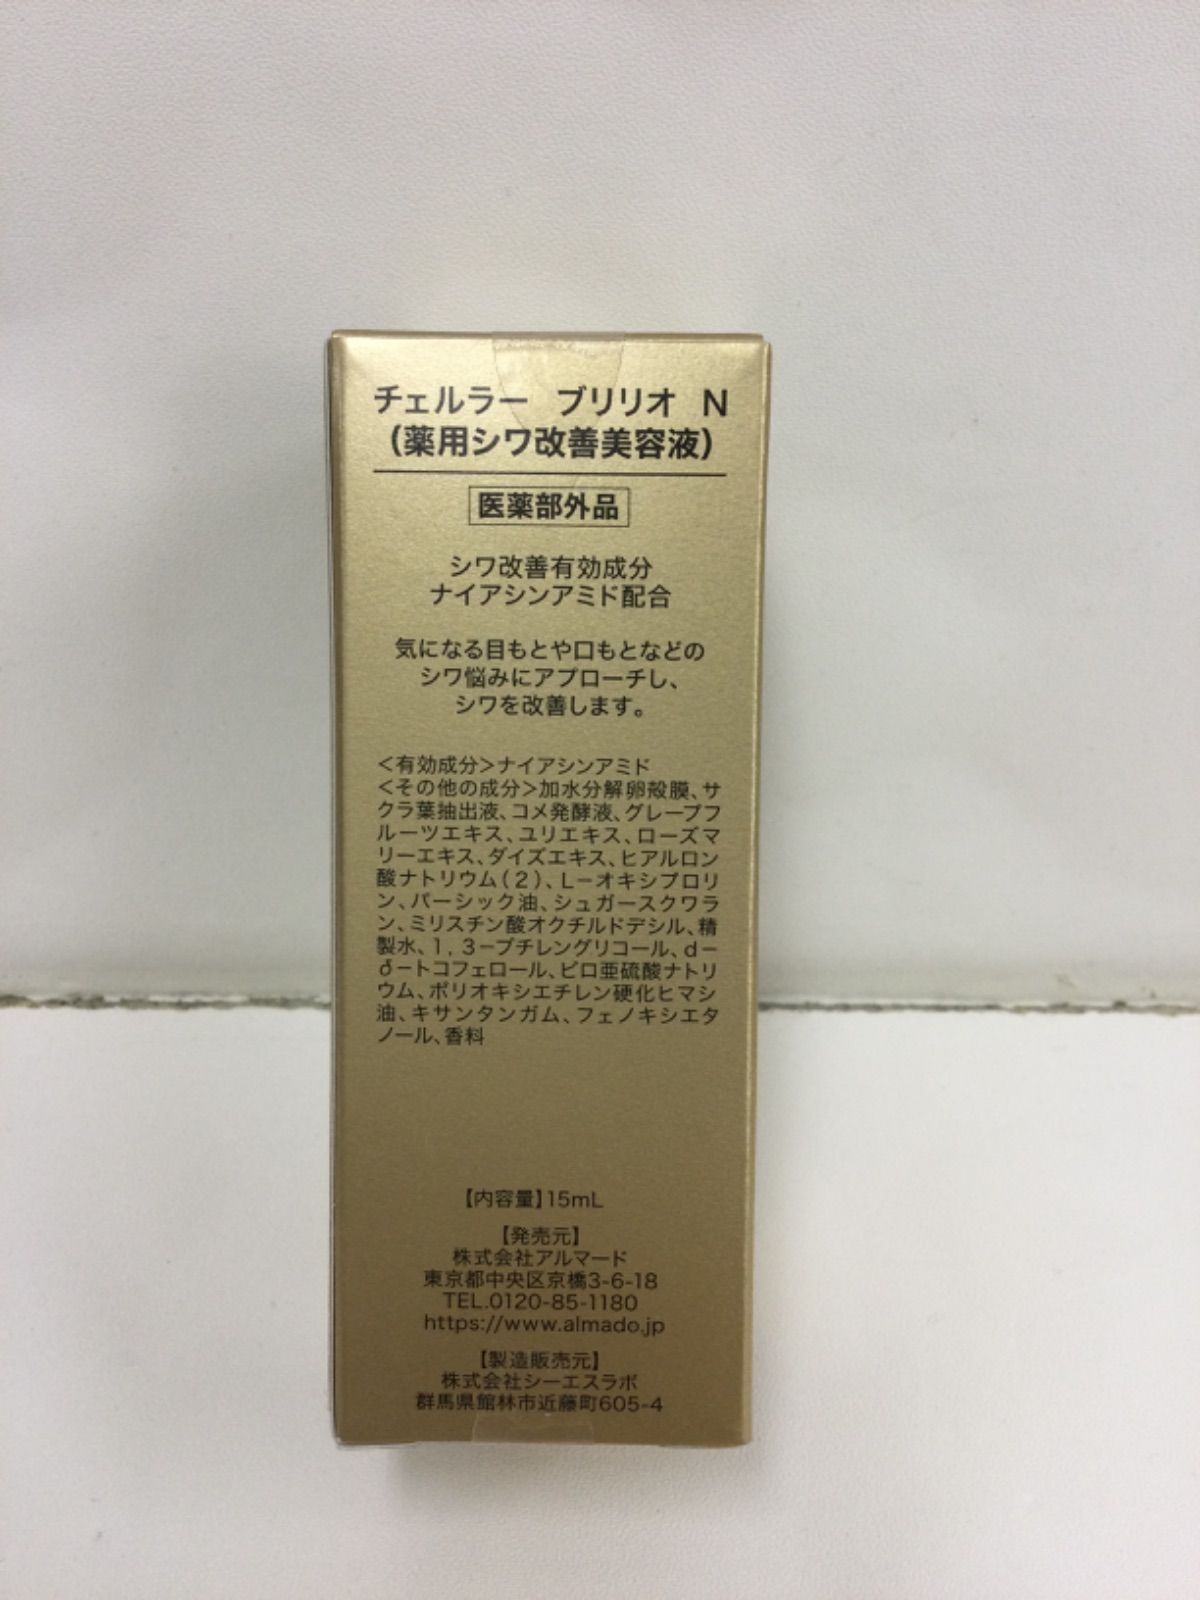 チェルラー ブリリオ N
(薬用シワ改善美容液)
医薬部外品
シワ改善有効成分
ナイアシンアミド配合
気になる目もとや口もとなどの
シワ悩みにアプローチし、
シワを改善します。
<有効成分>ナイアシンアミド
<その他の成分>加水分解卵殻膜、サ
クラ葉抽出液、コメ発酵液、グレープフ
ルーツエキス、ユリエキス、ローズマ
リーエキス、ダイズエキス、ヒアルロン
酸ナトリウム(2)、L-オキシプロリ
ン、パーシック油、シュガースクワラ
ン、ミリスチン酸オクチルドデシル、精
製水、1,3-ブチレングリコール、d-
δ-トコフェロール、ピロ亜硫酸ナトリ
ウム、ポリオキシエチレン硬化ヒマシ
油、キサンタンガム、フェノキシエタ
ノール、香料
【内容量】15mL
【発売元】
株式会社アルマード
東京都中央区京橋3-6-18
TEL.0120-85-1180
https://www.almado.jp
【製造販売元】
株式会社シーエスラボ
群馬県館林市近藤町605-4